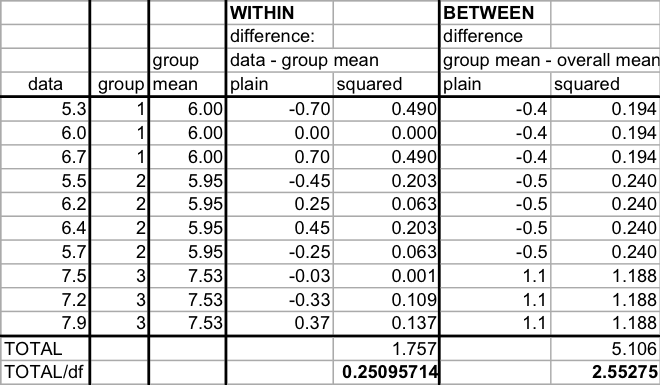 WITHIN BETWEEN
difference: difference
group data - group mean group mean - overall mean
data group mean plain squared plain squared
5.3 1 6.00 -0.70 0.490 -0.4 0.194
6.0 1 6.00 0.00 0.000 -0.4 0.194
6.7 1 6.00 0.70 0.490 -0.4 0.194
5.5 2 5.95 -0.45 0.203 -0.5 0.240
6.2 2 5.95 0.25 0.063 -0.5 0.240
6.4 2 5.95 0.45 0.203 -0.5 0.240
5.7 2 5.95 -0.25 0.063 -0.5 0.240
7.5 3 7.53 -0.03 0.001 1.1 1.188
7.2 3 7.53 -0.33 0.109 1.1 1.188
7.9 3 7.53 0.37 0.137 1.1 1.188
TOTAL 1.757 5.106
TOTAL/df 0.25095714 2.55275